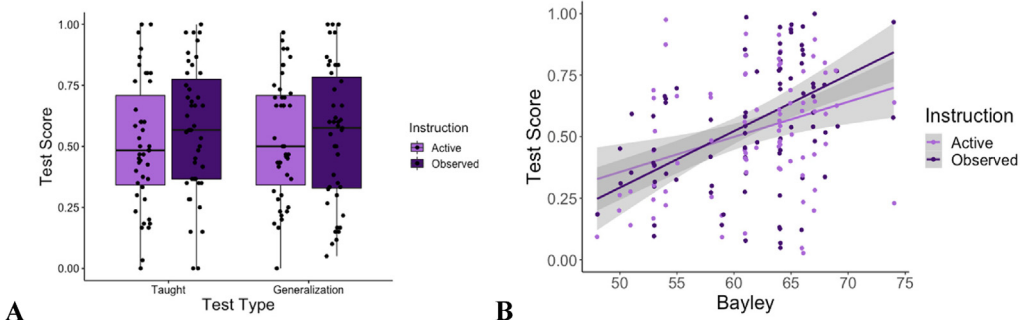 1.00
0.75
0.50
0.25
0.00
Test Score
Taught
Generalization
Test Type
Instruction
Active
Observed
A
1.00
0.75
0.50
0.25
0.00
Test Score
50 55 60 65 70 75
Bayley
Instruction
Active
Observed
B